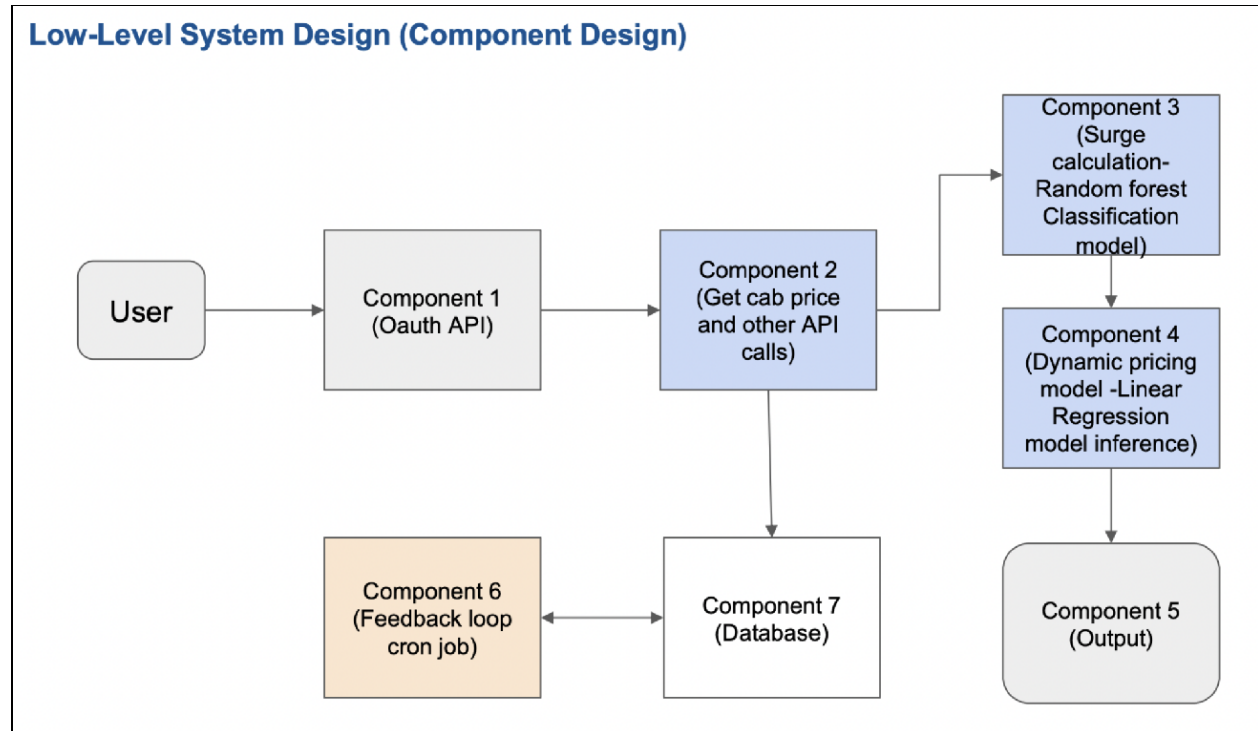 Low-Level System Design (Component Design)
User
Component 1
(Oauth API)
Component 2
(Get cab price
and other API
calls)
Component 3
(Surge
calculation-
Random forest
Classification
model)
Component 4
(Dynamic pricing
model -Linear
Regression
model inference)
Component 5
(Output)
Component 6
(Feedback loop
cron job)
Component 7
(Database)